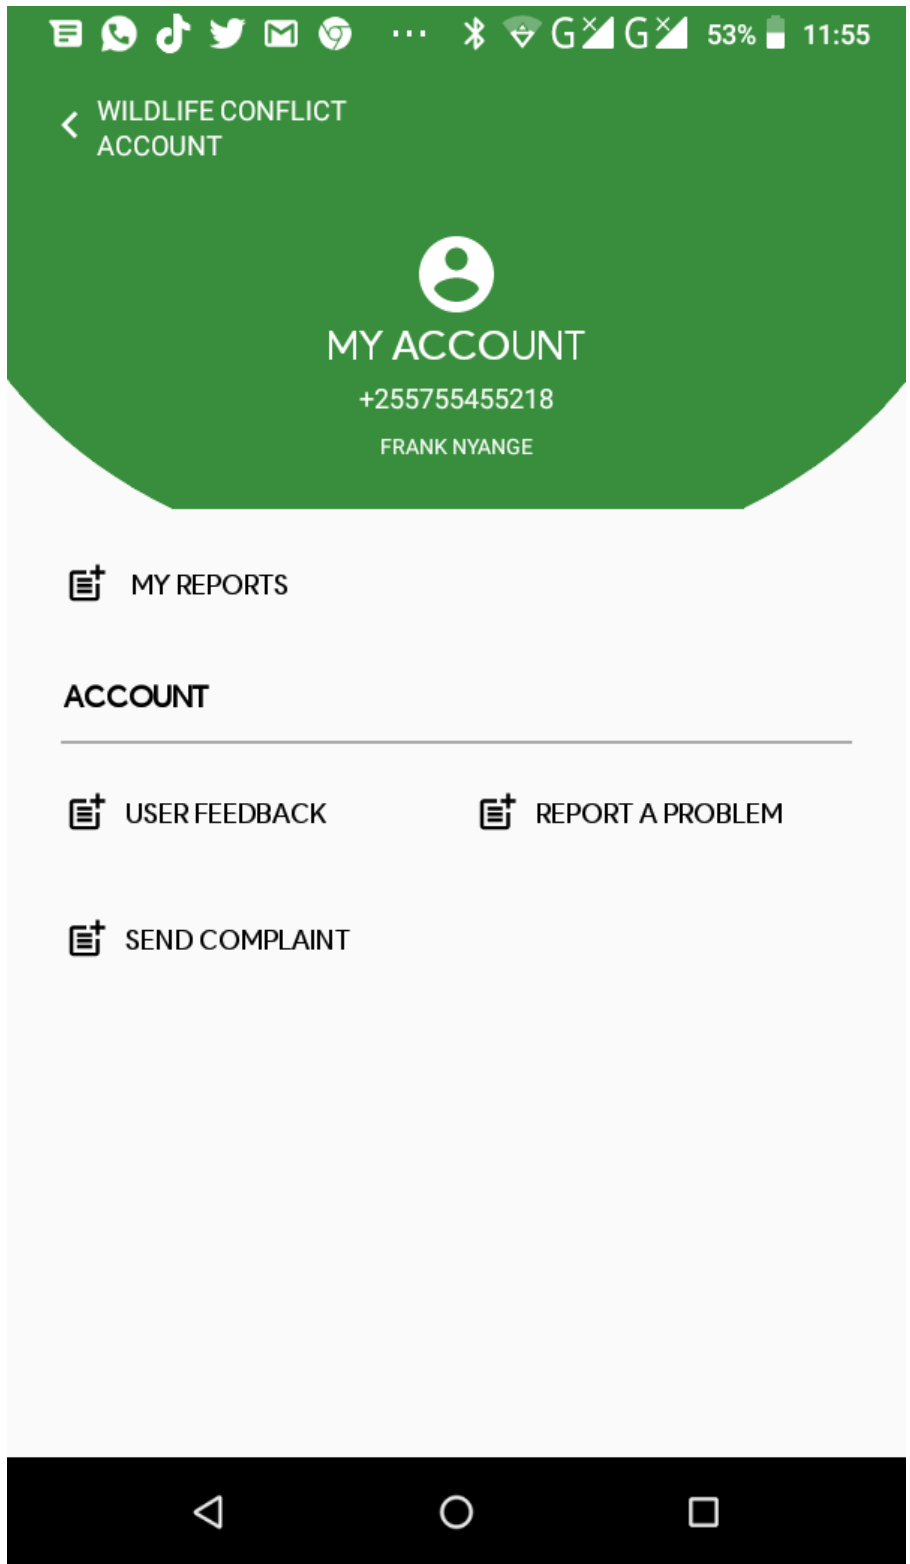 G G 53% 11:55
WILDLIFE CONFLICT
ACCOUNT
MY ACCOUNT
+255755455218
FRANK NYANGE
MY REPORTS
ACCOUNT
USER FEEDBACK REPORT A PROBLEM
SEND COMPLAINT